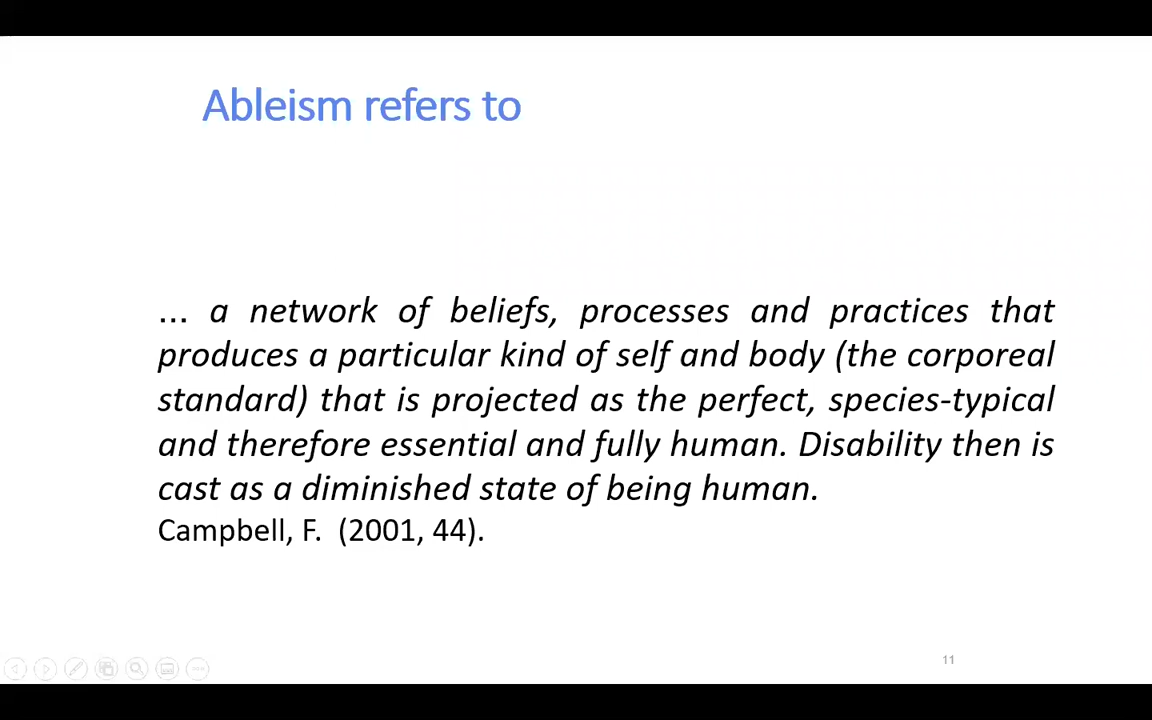 Ableism refers to
... a network of beliefs, processes and practices that
produces a particular kind of self and body (the corporeal
standard) that is projected as the perfect, species-typical
and therefore essential and fully human. Disability then is
cast as a diminished state of being human.
Campbell, F. (2001, 44).
11